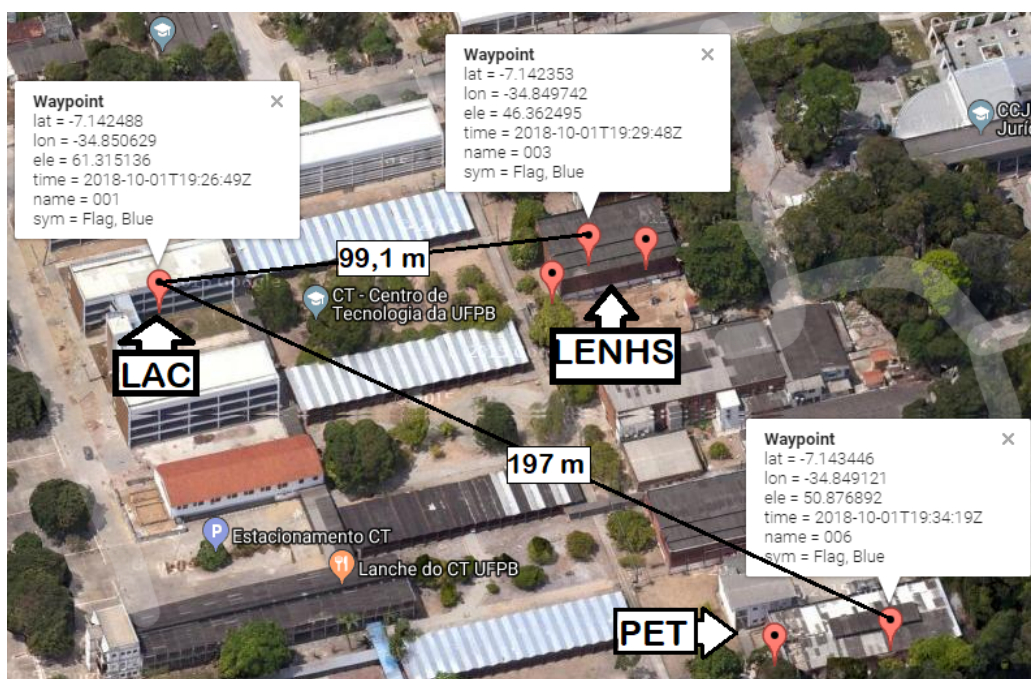 Waypoint
lat = -7.142488
lon = -34.850629
ele = 61.315136
time = 2018-10-01T19:26:49Z
name = 001
sym = Flag, Blue
Waypoint
lat = -7.142353
lon = -34.849742
ele = 46.362495
time = 2018-10-01T19:29:48Z
name = 003
sym = Flag, Blue
CCJ
Juríd
99,1 m
CT - Centro de
Tecnologia da UFPB
LAC
LENHS
197 m
Waypoint
lat = -7.143446
lon = -34.849121
ele = 50.876892
time = 2018-10-01T19:34:19Z
name = 006
sym = Flag, Blue
P
Estacionamento CT
Lanche do CT UFPB
PET